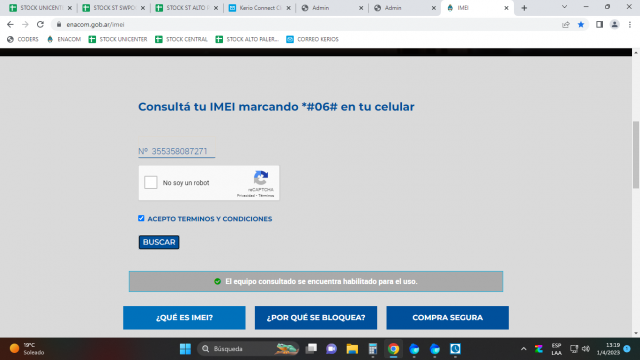 STOCK UNICENT
STOCK ST SWPO
STOCK ST ALTO
Kerio Connect C
Admin
Admin
IMEI
enacom.gob.ar/imei
CODERS
ENACOM
STOCK UNICENTER
STOCK CENTRAL
STOCK ALTO PALER...
CORREO KERIOS
Consultá tu IMEI marcando *#06# en tu celular
Nº 355358087271
No soy un robot
reCAPTCHA
Privacidad - Términos
ACEPTO TERMINOS Y CONDICIONES
BUSCAR
El equipo consultado se encuentra habilitado para el uso.
¿QUÉ ES IMEI?
¿POR QUÉ SE BLOQUEA?
COMPRA SEGURA
19°C
Soleado
Búsqueda
ESP
LAA
13:19
1/4/2023